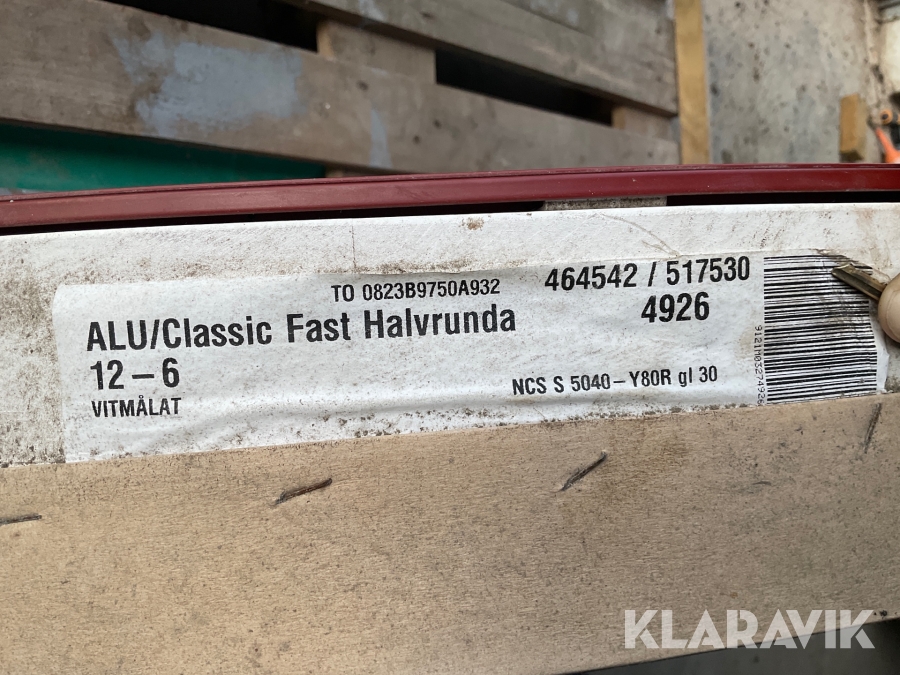 TO 0823B9750A932
464542 / 517530
ALU/Classic Fast Halvrunda
4926
12 – 6
NCS S 5040–Y80R gl 30
VITMÅLAT
KLARAVIK